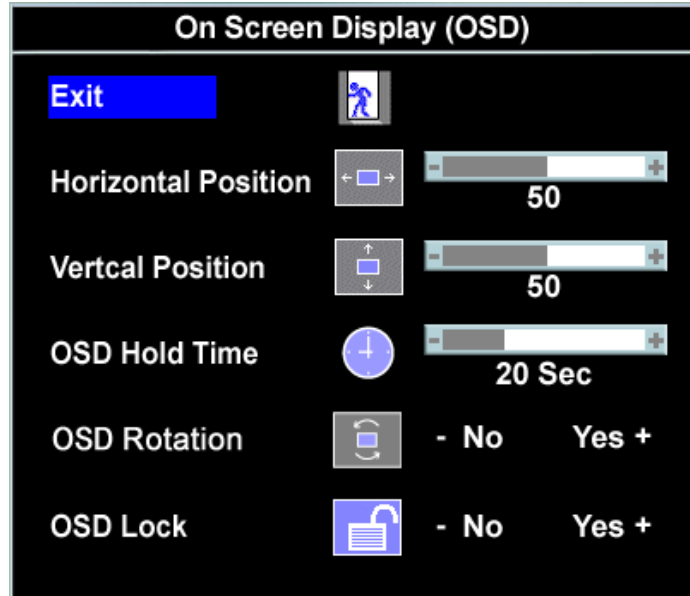 On Screen Display (OSD)
Exit
Horizontal Position - +
50
Vertcal Position - +
50
OSD Hold Time - +
20 Sec
OSD Rotation - No Yes +
OSD Lock - No Yes +